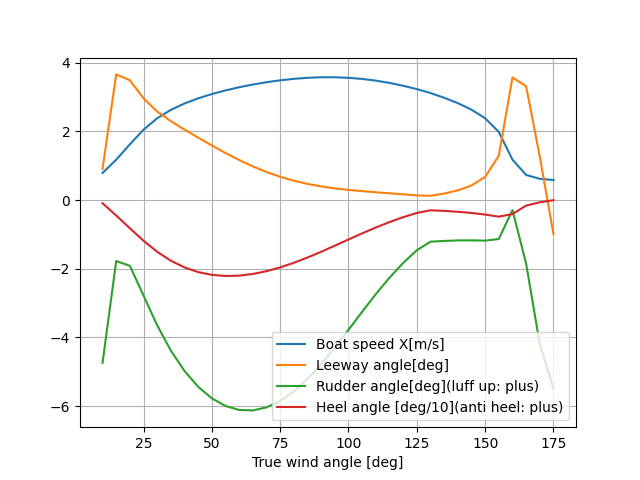 4
2
0
−2
−4
−6
Boat speed X[m/s]
Leeway angle[deg]
Rudder angle[deg](luff up: plus)
Heel angle [deg/10](anti heel: plus)
25 50 75 100 125 150 175
True wind angle [deg]